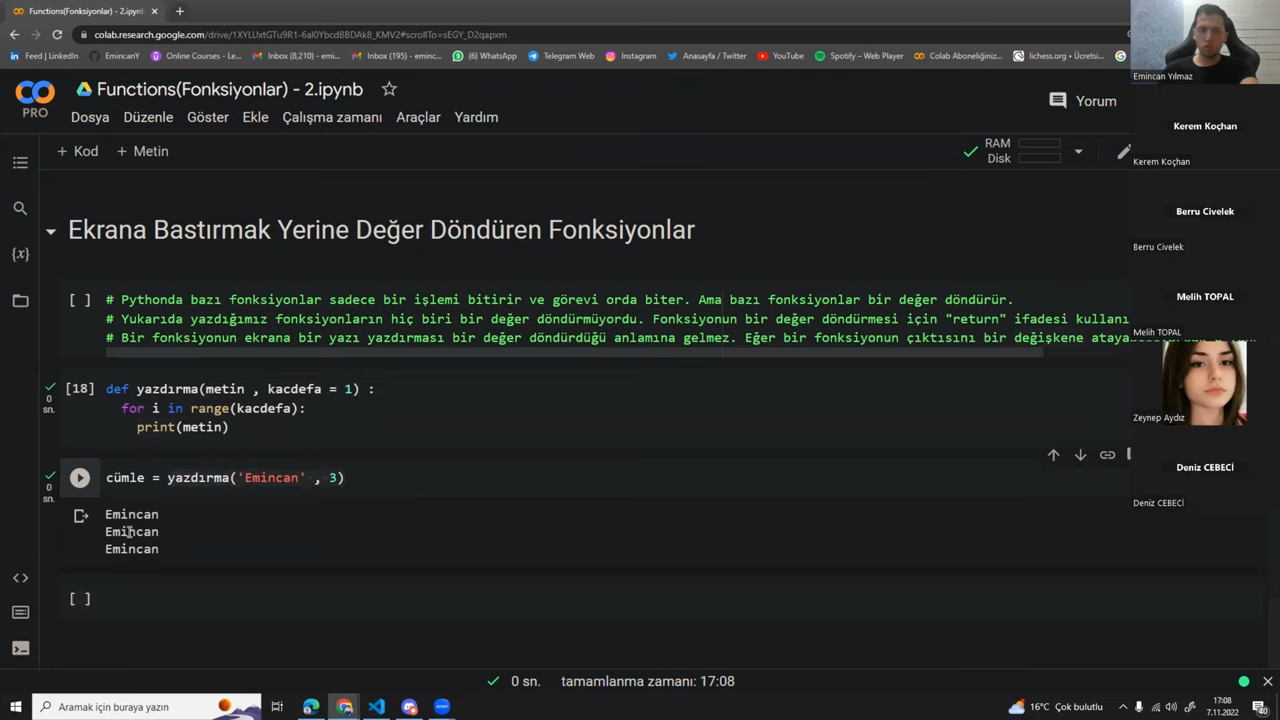 Functions(Fonksiyonlar) - 2.ipynb
colab.research.google.com/drive/1XYLUxtGTu9R1-6al0Ybcd8BDAk8_KMV2#scrollTo=sEGY_D2qapxm
Feed | LinkedIn EmincanY Online Courses - Le... Inbox (8,210) - emi... Inbox (195) - eminc... (6) WhatsApp Telegram Web Instagram Anasayfa / Twitter YouTube Spotify – Web Player Colab Aboneliğiniz... lichess.org • Ücretsi...
Emincan Yılmaz
Functions(Fonksiyonlar) - 2.ipynb
PRO
Dosya Düzenle Göster Ekle Çalışma zamanı Araçlar Yardım
Yorum
+ Kod + Metin
RAM
Disk
Kerem Koçhan
Kerem Koçhan
Berru Civelek
Berru Civelek
Melih TOPAL
Melih TOPAL
Zeynep Aydız
Deniz CEBECİ
Deniz CEBECİ
Ekrana Bastırmak Yerine Değer Döndüren Fonksiyonlar
[ ] # Pythonda bazı fonksiyonlar sadece bir işlemi bitirir ve görevi orda biter. Ama bazı fonksiyonlar bir değer döndürür.
# Yukarıda yazdığımız fonksiyonların hiç biri bir değer döndürmüyordu. Fonksiyonun bir değer döndürmesi için "return" ifadesi kullanı
# Bir fonksiyonun ekrana bir yazı yazdırması bir değer döndürdüğü anlamına gelmez. Eğer bir fonksiyonun çıktısını bir değişkene
0 sn.
[18] def yazdırma(metin , kacdefa = 1) :
for i in range(kacdefa):
print(metin)
0 sn.
cümle = yazdırma('Emincan' , 3)
Emincan
Emincan
Emincan
[ ]
0 sn. tamamlanma zamanı: 17:08
Aramak için buraya yazın
16°C Çok bulutlu
17:08
7.11.2022
40